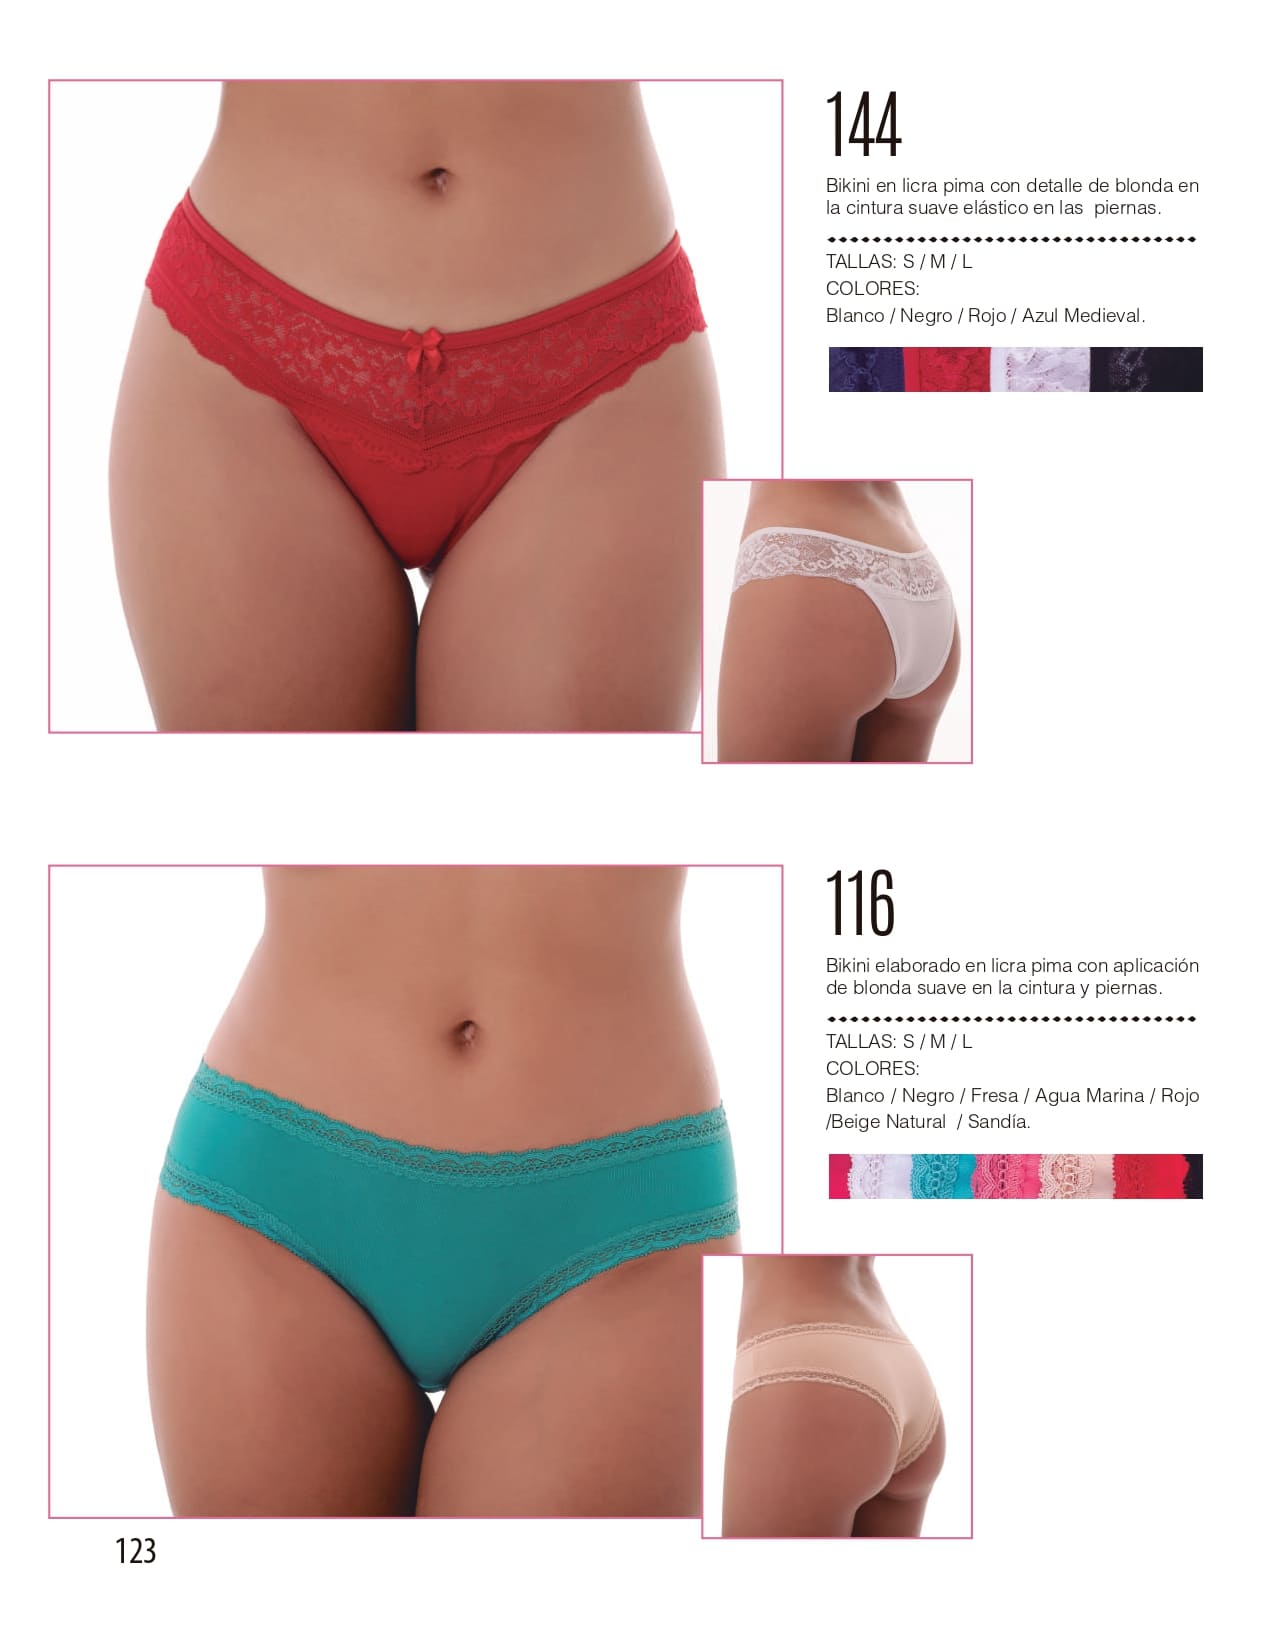 144
Bikini en licra pima con detalle de blonda en
la cintura suave elástico en las  piernas.
TALLAS: S / M / L
COLORES:
Blanco / Negro / Rojo / Azul Medieval.
116
Bikini elaborado en licra pima con aplicación
de blonda suave en la cintura y piernas.
TALLAS: S / M / L
COLORES:
Blanco / Negro / Fresa / Agua Marina / Rojo
/Beige Natural  / Sandía.
123